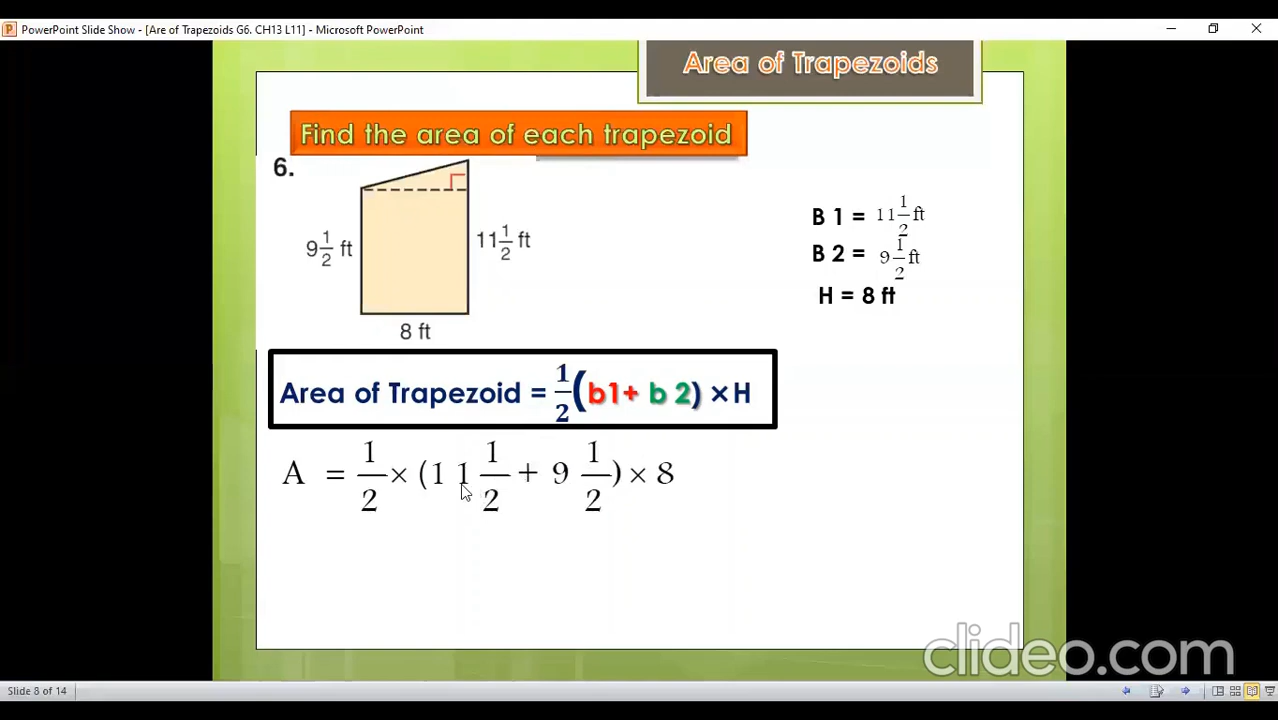 PowerPoint Slide Show - [Are of Trapezoids G6. CH13 L11] - Microsoft PowerPoint
Area of Trapezoids
Find the area of each trapezoid
6.
9 1/2 ft
11 1/2 ft
8 ft
B 1 = 11 1/2 ft
B 2 = 9 1/2 ft
H = 8 ft
Area of Trapezoid = 1/2 (b1+ b 2) × H
A = 1/2 × (1 1 1/2 + 9 1/2) × 8
clideo.com
Slide 8 of 14